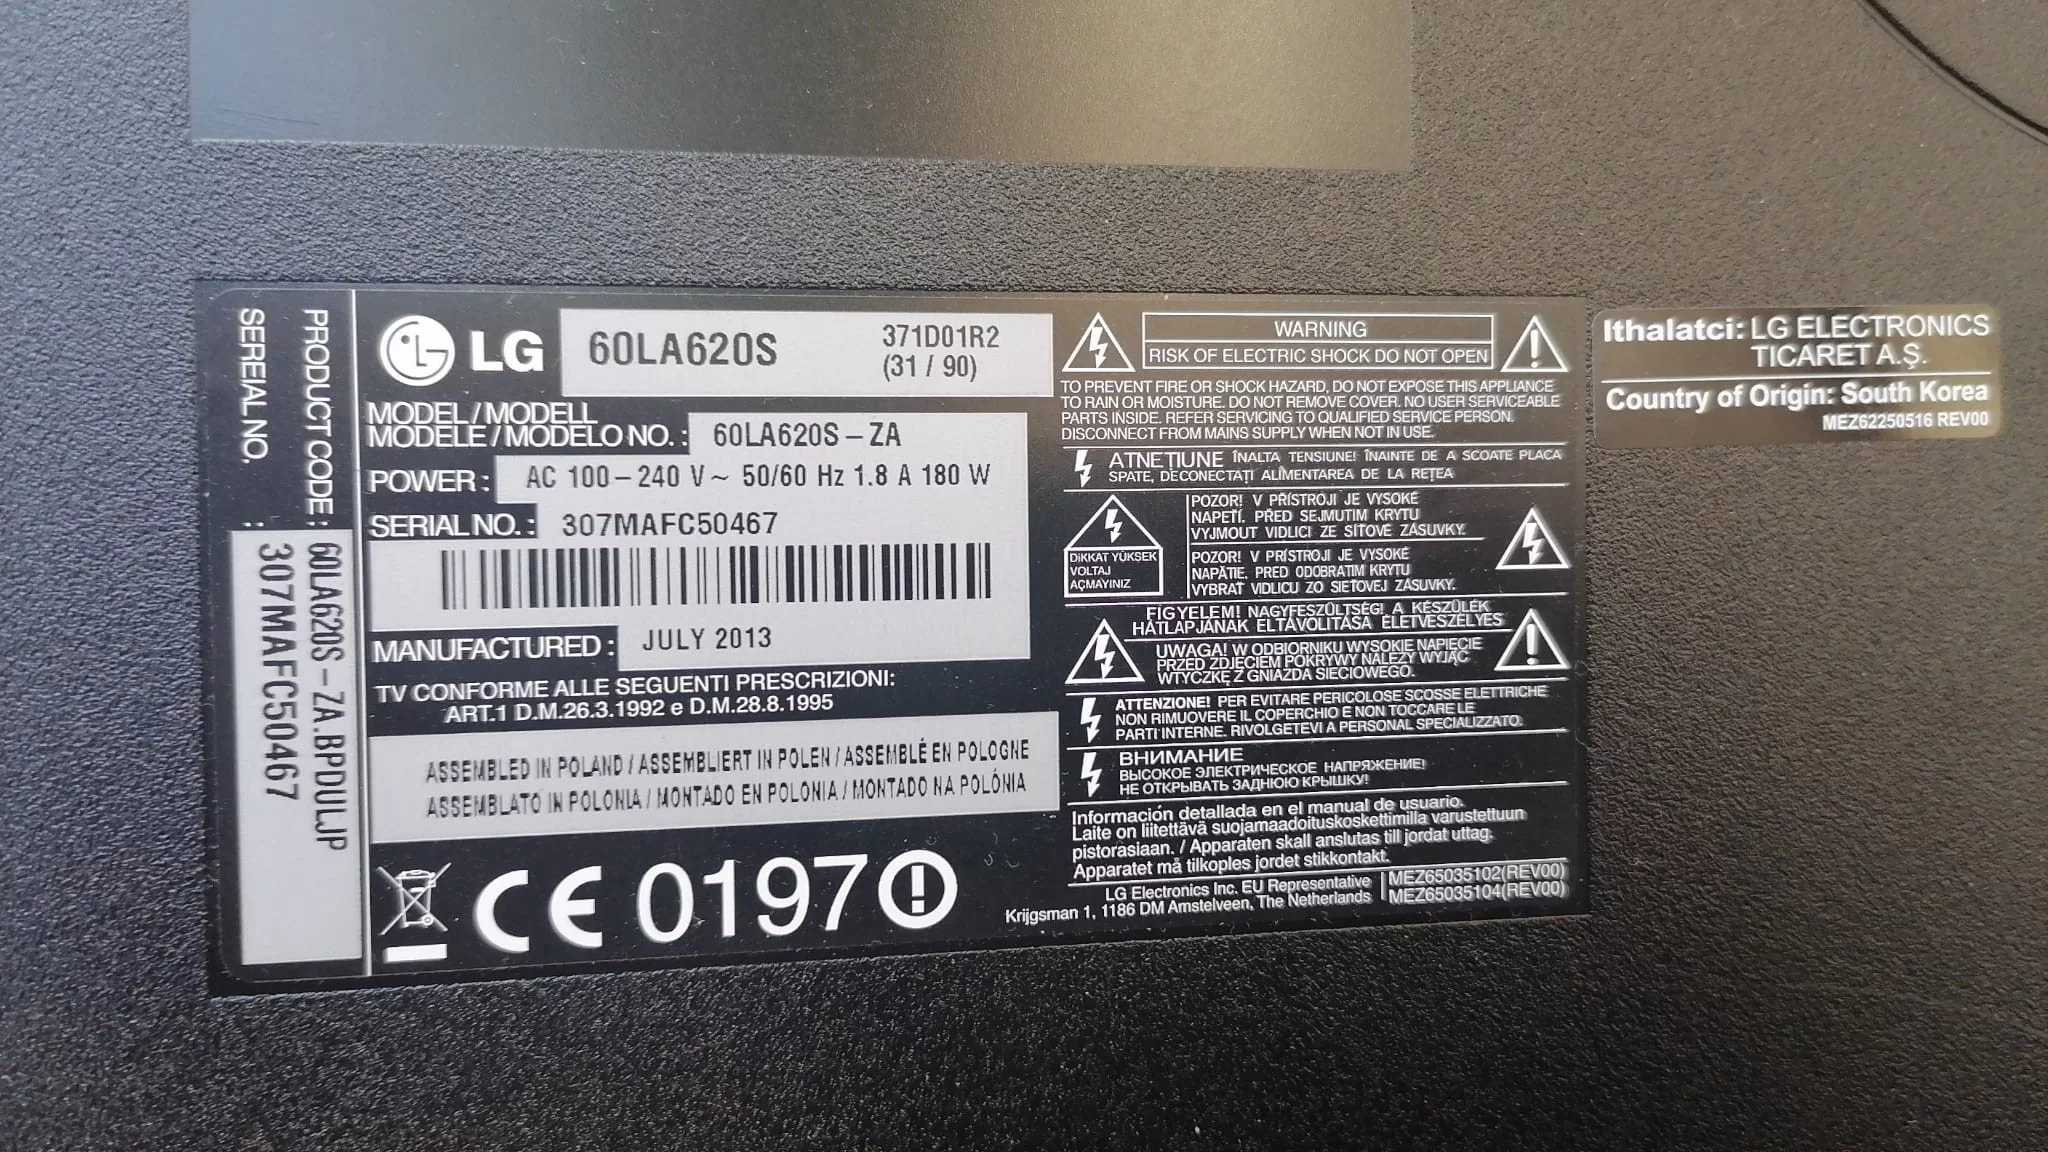 PRODUCT CODE : 60LA620S-ZA.BPDULJP
SEREIAL NO. : 307MAFC50467
LG 60LA620S 371D01R2
(31 / 90)
MODEL / MODELL
MODELE / MODELO NO. : 60LA620S-ZA
POWER : AC 100-240 V~ 50/60 Hz 1.8 A 180 W
SERIAL NO. : 307MAFC50467
MANUFACTURED : JULY 2013
TV CONFORME ALLE SEGUENTI PRESCRIZIONI:
ART.1 D.M.26.3.1992 e D.M.28.8.1995
ASSEMBLED IN POLAND / ASSEMBLIERT IN POLEN / ASSEMBLÉ EN POLOGNE
ASSEMBLATO IN POLONIA / MONTADO EN POLONIA / MONTADO NA POLÓNIA
CE 0197
WARNING
RISK OF ELECTRIC SHOCK DO NOT OPEN
TO PREVENT FIRE OR SHOCK HAZARD, DO NOT EXPOSE THIS APPLIANCE
TO RAIN OR MOISTURE. DO NOT REMOVE COVER. NO USER SERVICEABLE
PARTS INSIDE. REFER SERVICING TO QUALIFIED SERVICE PERSON.
DISCONNECT FROM MAINS SUPPLY WHEN NOT IN USE.
ATNEŢIUNE ÎNALTA TENSIUNE! ÎNAINTE DE A SCOATE PLACA
SPATE, DECONECTAŢI ALIMENTAREA DE LA REŢEA
DİKKAT YÜKSEK
VOLTAJ
AÇMAYINIZ
POZOR! V PŘÍSTROJI JE VYSOKÉ
NAPĚTÍ. PŘED SEJMUTIM KRYTU
VYJMOUT VIDLICI ZE SÍŤOVÉ ZÁSUVKY.
POZOR! V PRÍSTROJI JE VYSOKÉ
NAPÄTIE, PRED ODOBRATIM KRYTU
VYBRAŤ VIDLICU ZO SIEŤOVEJ ZÁSUVKY.
FIGYELEM! NAGYFESZÜLTSÉG! A KÉSZÜLÉK
HÁTLAPJÁNAK ELTÁVOLITÁSA ÉLETVESZÉLYES
UWAGA! W ODBIORNIKU WYSOKIE NAPIĘCIE
PRZED ZDJĘCIEM POKRYWY NALEŻY WYJĄĆ
WTYCZKĘ Z GNIAZDA SIECIOWEGO.
ATTENZIONE! PER EVITARE PERICOLOSE SCOSSE ELETTRICHE
NON RIMUOVERE IL COPERCHIO E NON TOCCARE LE
PARTI INTERNE. RIVOLGETEVI A PERSONAL SPECIALIZZATO.
ВНИМАНИЕ
ВЫСОКОЕ ЭЛЕКТРИЧЕСКОЕ НАПРЯЖЕНИЕ!
НЕ ОТКРЫВАТЬ ЗАДНЮЮ КРЫШКУ!
Información detallada en el manual de usuario.
Laite on liitettävä suojamaadoituskoskettimilla varustettuun
pistorasiaan. / Apparaten skall anslutas till jordat uttag.
Apparatet må tilkoples jordet stikkontakt.
LG Electronics Inc. EU Representative
Krijgsman 1, 1186 DM Amstelveen, The Netherlands
MEZ65035102(REV00)
MEZ65035104(REV00)
Ithalatci: LG ELECTRONICS
TICARET A.Ş.
Country of Origin: South Korea
MEZ62250516 REV00